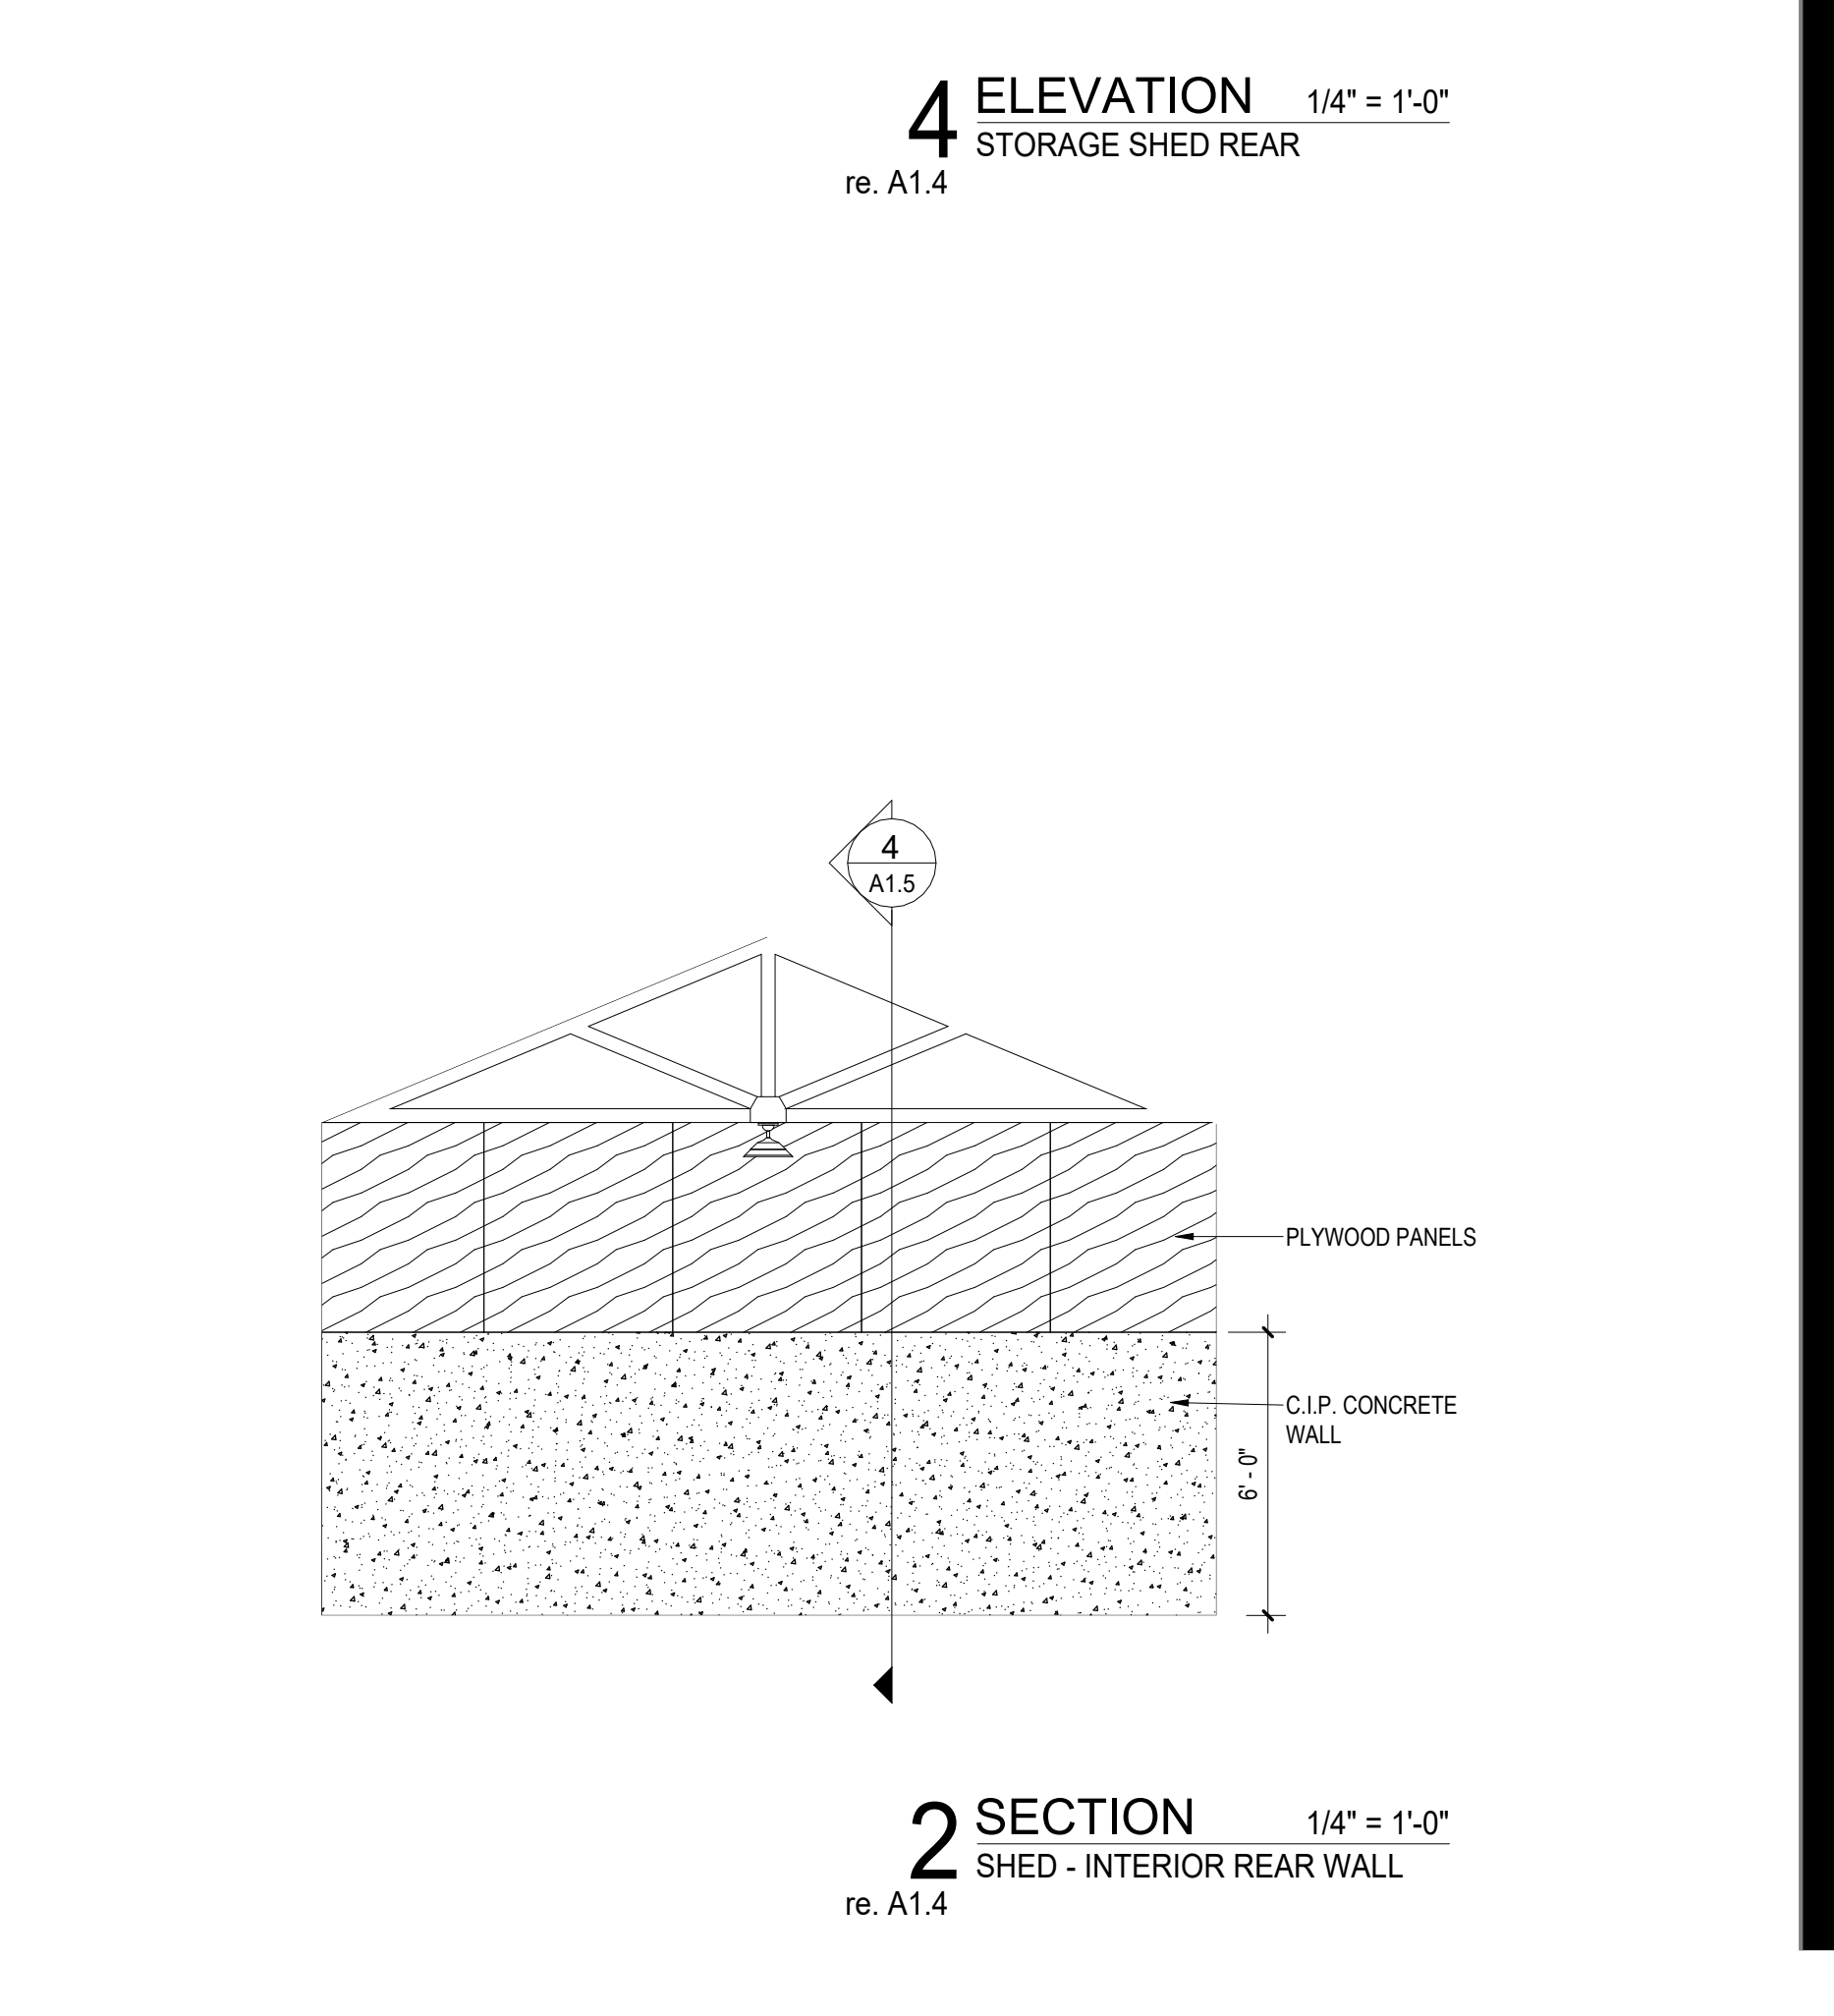 4 ELEVATION 1/4" = 1'-0"
STORAGE SHED REAR
re. A1.4
4
A1.5
PLYWOOD PANELS
C.I.P. CONCRETE
WALL
6' - 0"
2 SECTION 1/4" = 1'-0"
SHED - INTERIOR REAR WALL
re. A1.4